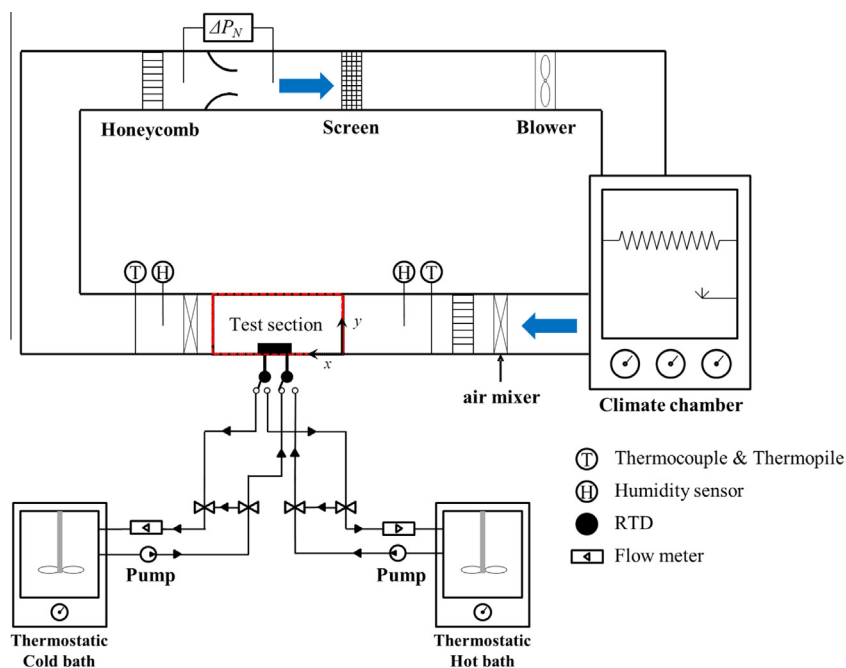 ΔP_N
Honeycomb
Screen
Blower
T
H
H
T
Test section
y
x
air mixer
Climate chamber
T
Thermocouple & Thermopile
H
Humidity sensor
RTD
Flow meter
Pump
Pump
Thermostatic
Cold bath
Thermostatic
Hot bath